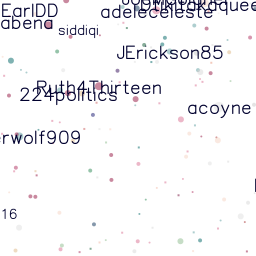 EarlDD
adeleceleste
abena
siddiqi
JErickson85
Ruth4Thirteen
224politics
acoyne
rwolf909
16